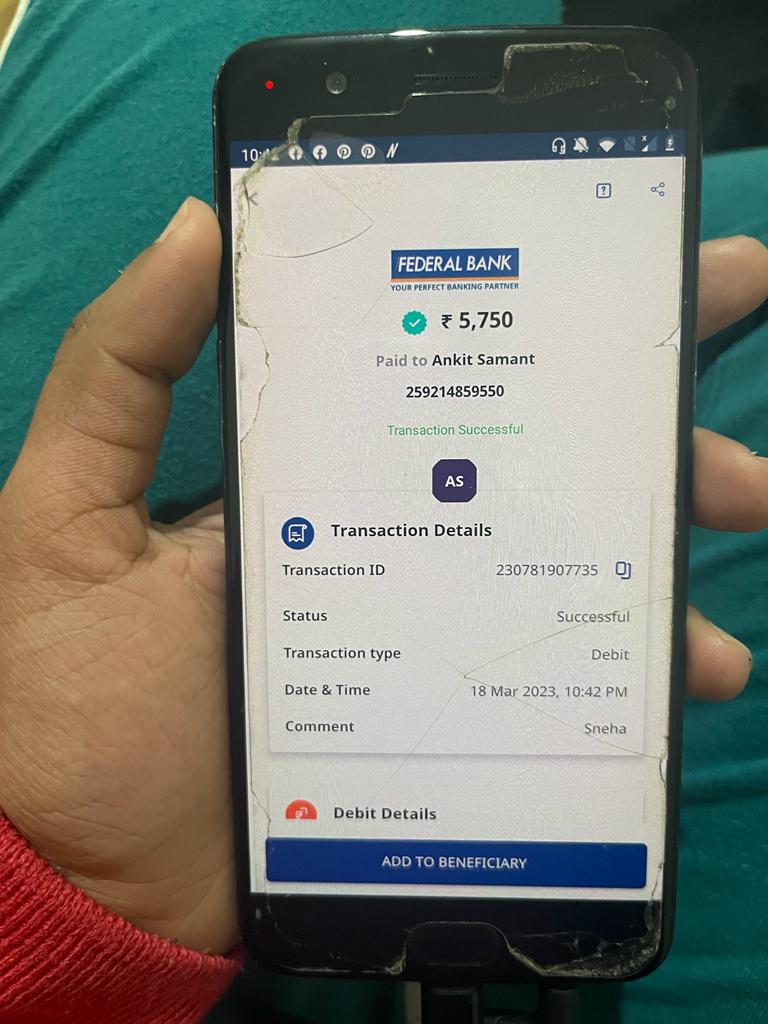 FEDERAL BANK
YOUR PERFECT BANKING PARTNER
₹ 5,750
Paid to Ankit Samant
259214859550
Transaction Successful
AS
Transaction Details
Transaction ID 230781907735
Status Successful
Transaction type Debit
Date & Time 18 Mar 2023, 10:42 PM
Comment Sneha
Debit Details
ADD TO BENEFICIARY